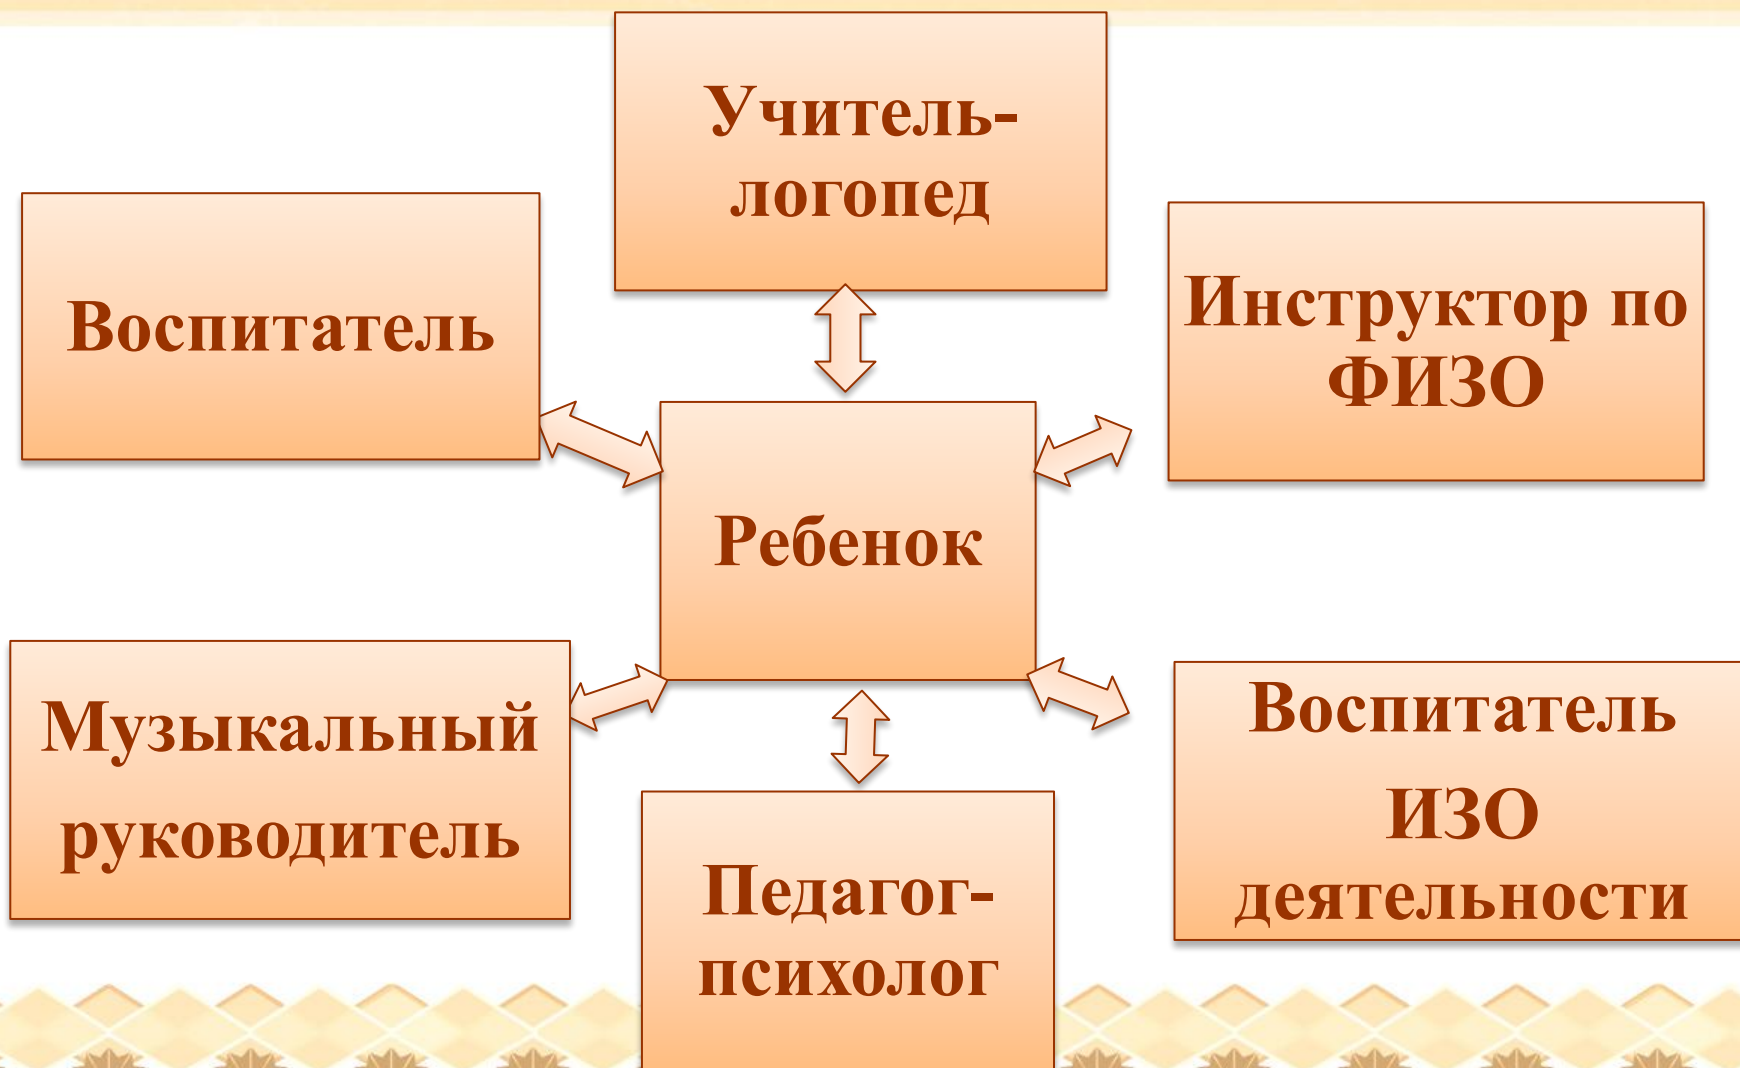 Учитель-
логопед
Воспитатель
Инструктор по
ФИЗО
Ребенок
Музыкальный
руководитель
Воспитатель
ИЗО
деятельности
Педагог-
психолог